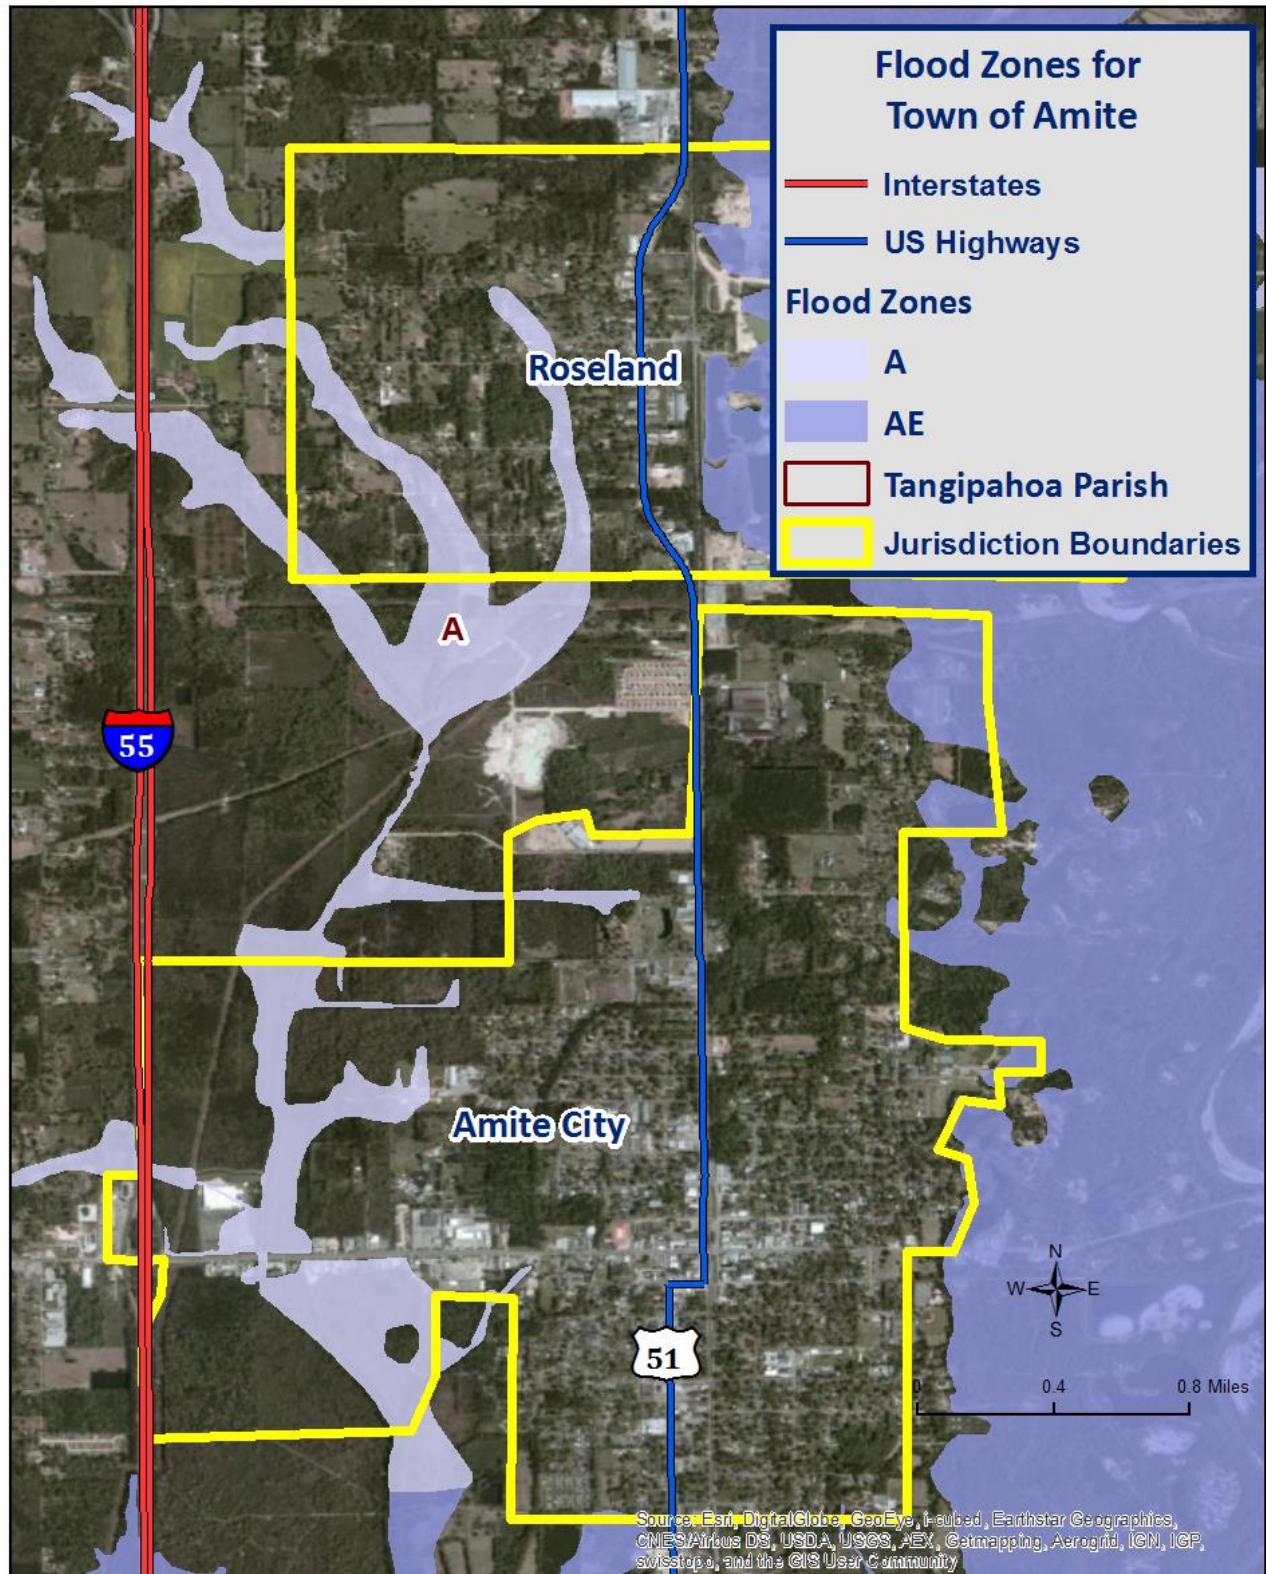 Flood Zones for
Town of Amite
Interstates
US Highways
Flood Zones
A
AE
Tangipahoa Parish
Jurisdiction Boundaries
Roseland
A
55
Amite City
N
W E
S
51
0 0.4 0.8 Miles
Source: Esri, DigitalGlobe, GeoEye, i-cubed, Earthstar Geographics,
CNES/Airbus DS, USDA, USGS, AEX, Getmapping, Aerogrid, IGN, IGP,
swisstopo, and the GIS User Community